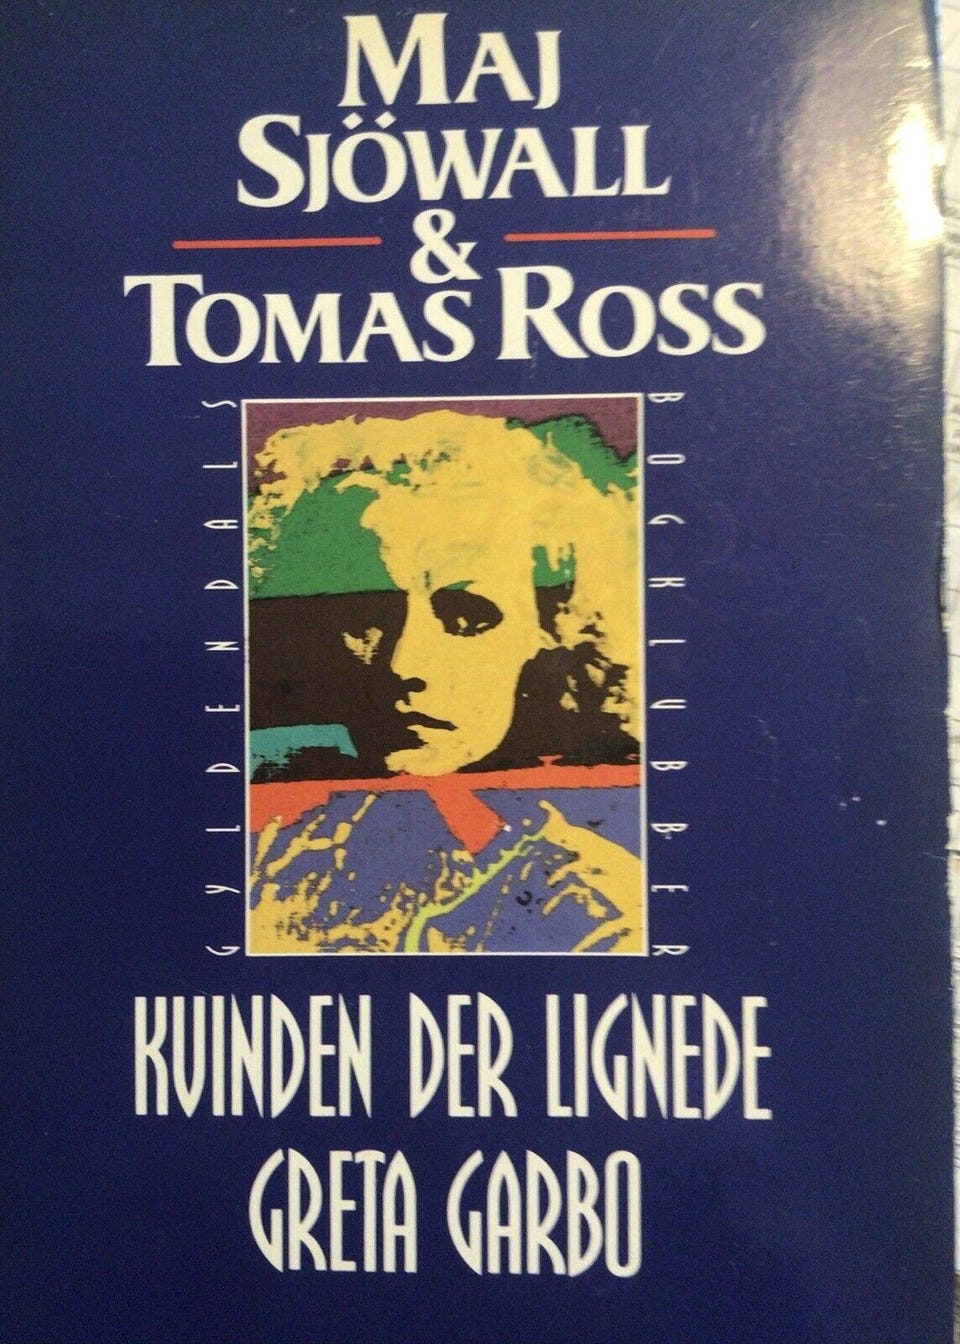 MAJ
SJÖWALL
&
TOMAS ROSS
GYLDENDALS
BOGKLUBBER
KVINDEN DER LIGNEDE
GRETA GARBO